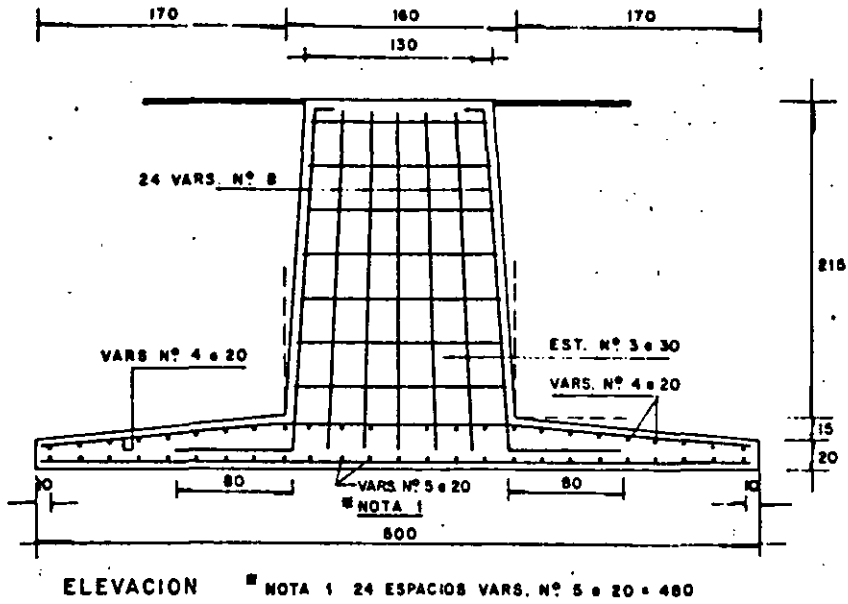 170 160 170
130
24 VARS. Nº 8
215
VARS Nº 4 @ 20
EST. Nº 3 @ 30
VARS. Nº 4 @ 20
15
20
10 80 VARS. Nº 5 @ 20 80 10
* NOTA 1
500
ELEVACION * NOTA 1 24 ESPACIOS VARS. Nº 5 @ 20 = 480